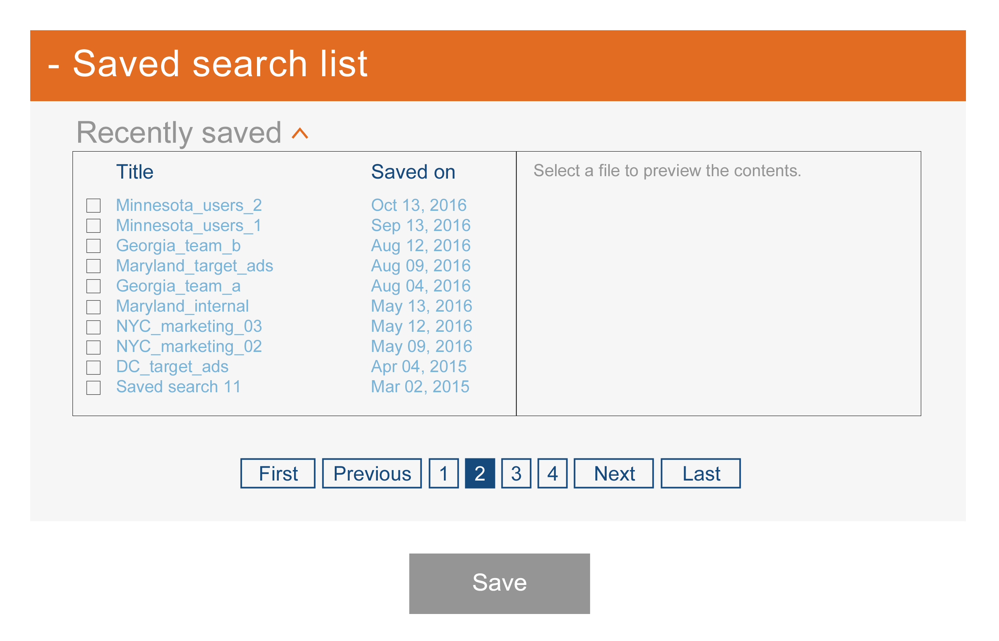 - Saved search list
Recently saved
Title Saved on
Select a file to preview the contents.
Minnesota_users_2 Oct 13, 2016
Minnesota_users_1 Sep 13, 2016
Georgia_team_b Aug 12, 2016
Maryland_target_ads Aug 09, 2016
Georgia_team_a Aug 04, 2016
Maryland_internal May 13, 2016
NYC_marketing_03 May 12, 2016
NYC_marketing_02 May 09, 2016
DC_target_ads Apr 04, 2015
Saved search 11 Mar 02, 2015
First Previous 1 2 3 4 Next Last
Save